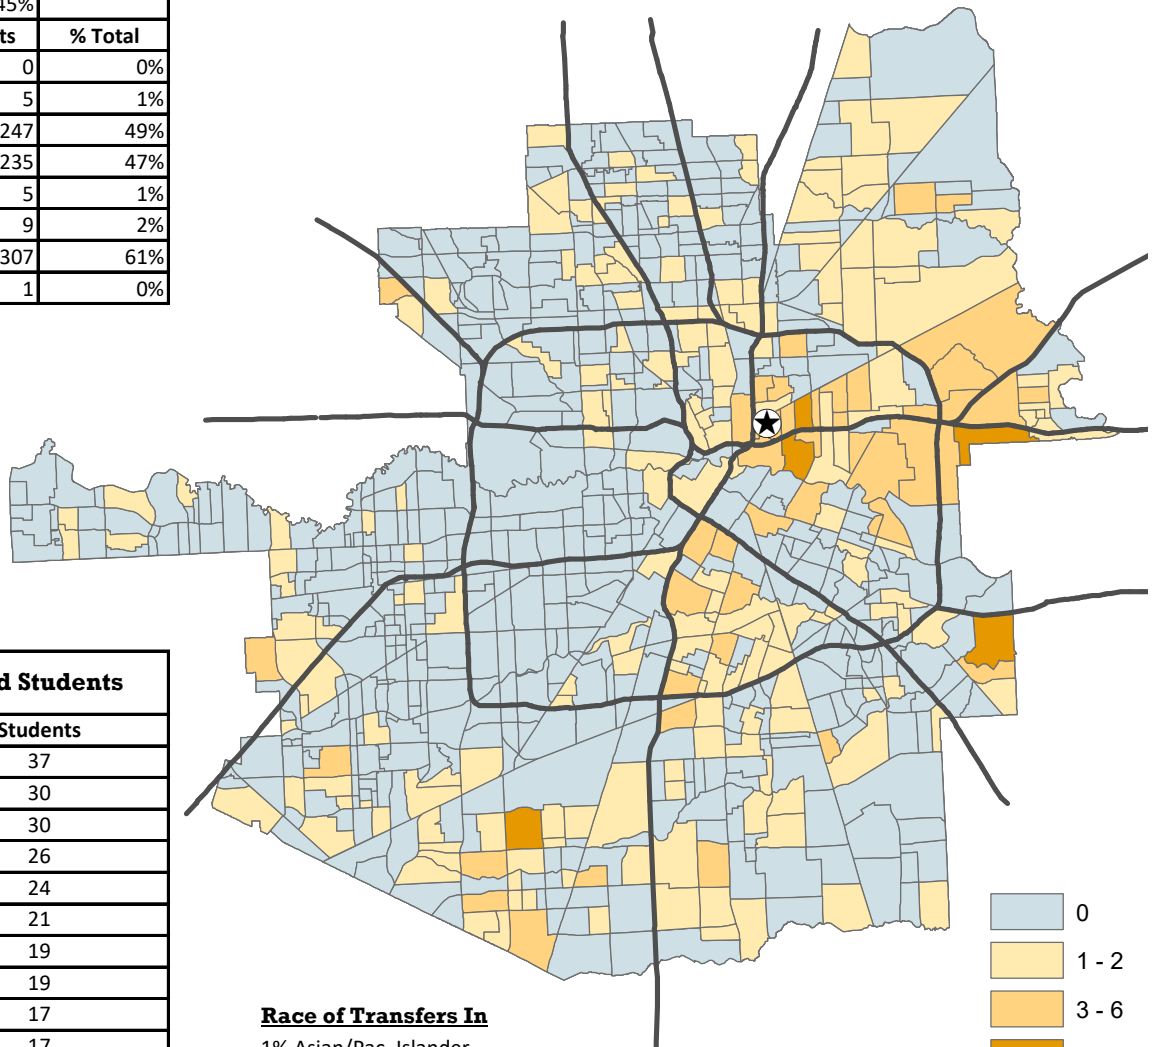 45%
ts % Total
0 0%
5 1%
247 49%
235 47%
5 1%
9 2%
307 61%
1 0%
d Students
Students
37
30
30
26
24
21
19
19
17
17
0
1 - 2
3 - 6
Race of Transfers In
1% Asian/Pac. Islander